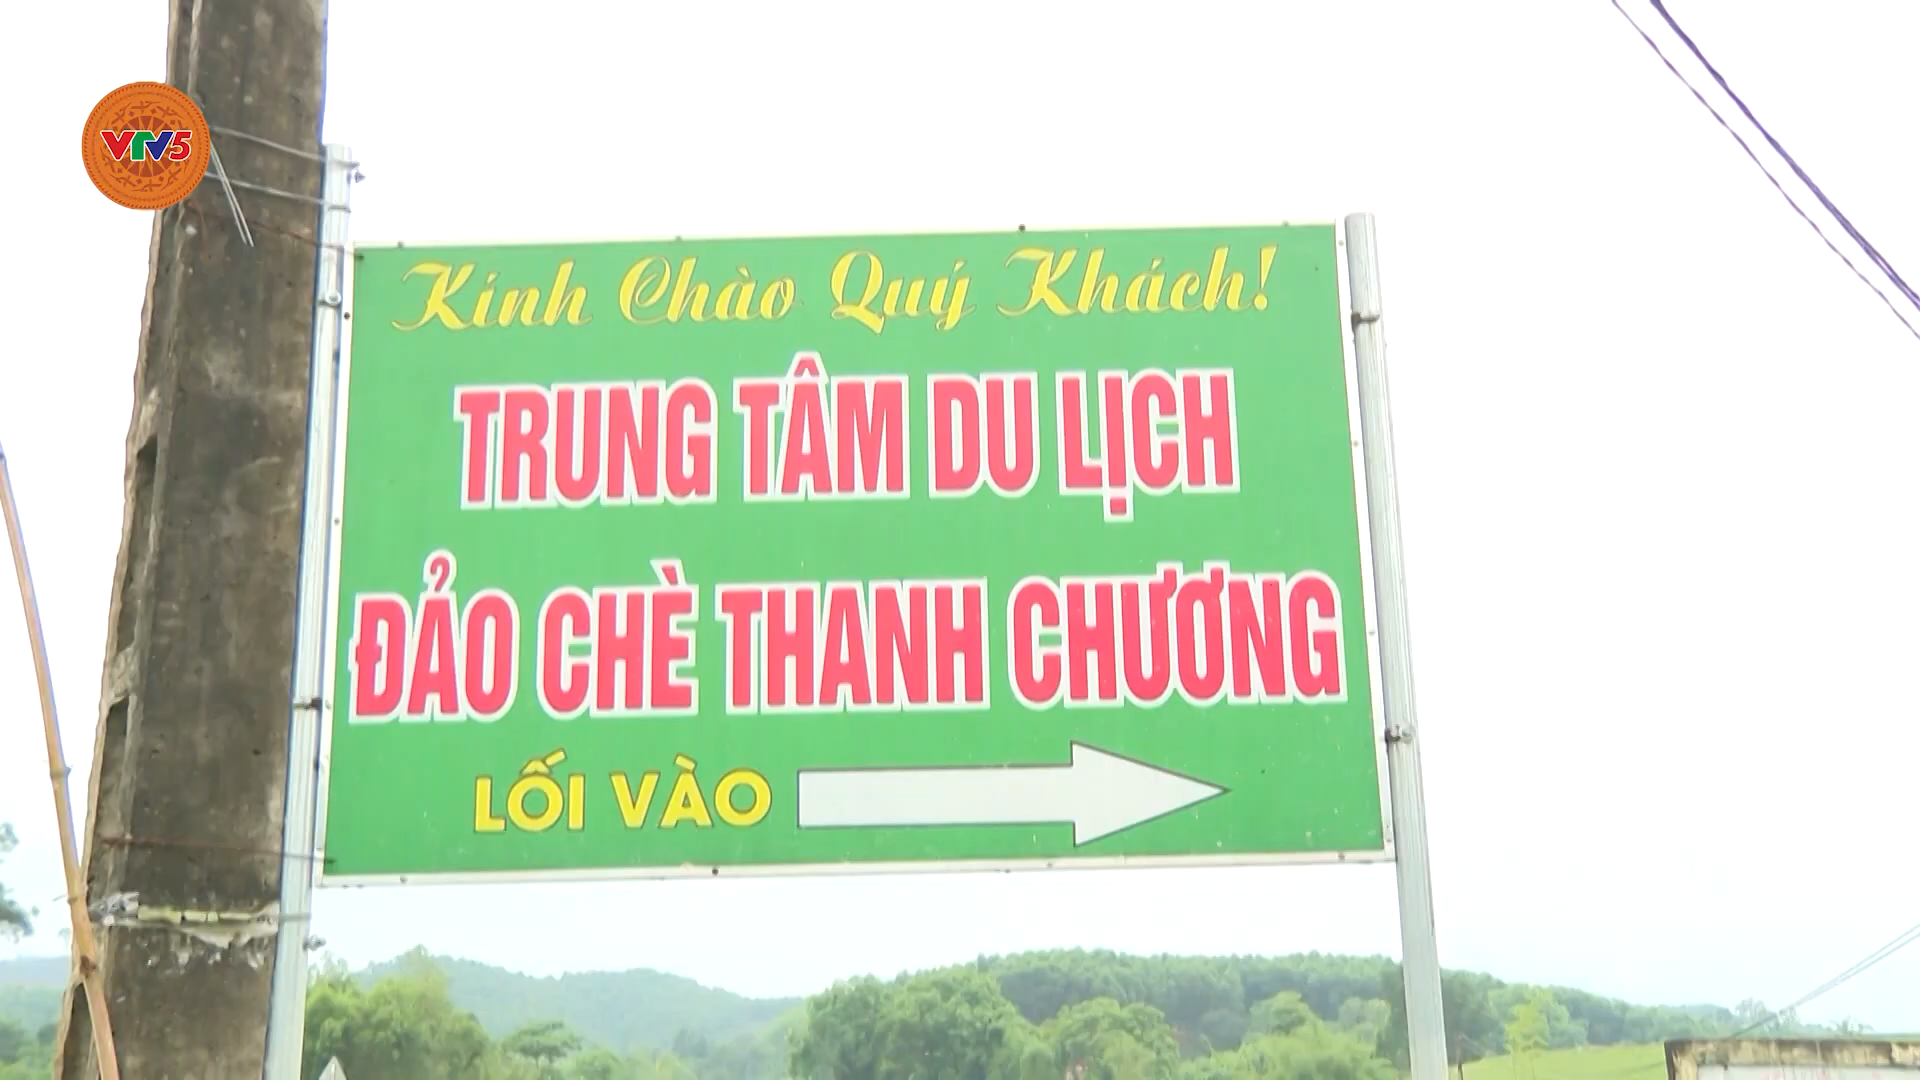 VTV5
Kính Chào Quý Khách!
TRUNG TÂM DU LỊCH
ĐẢO CHÈ THANH CHƯƠNG
LỐI VÀO